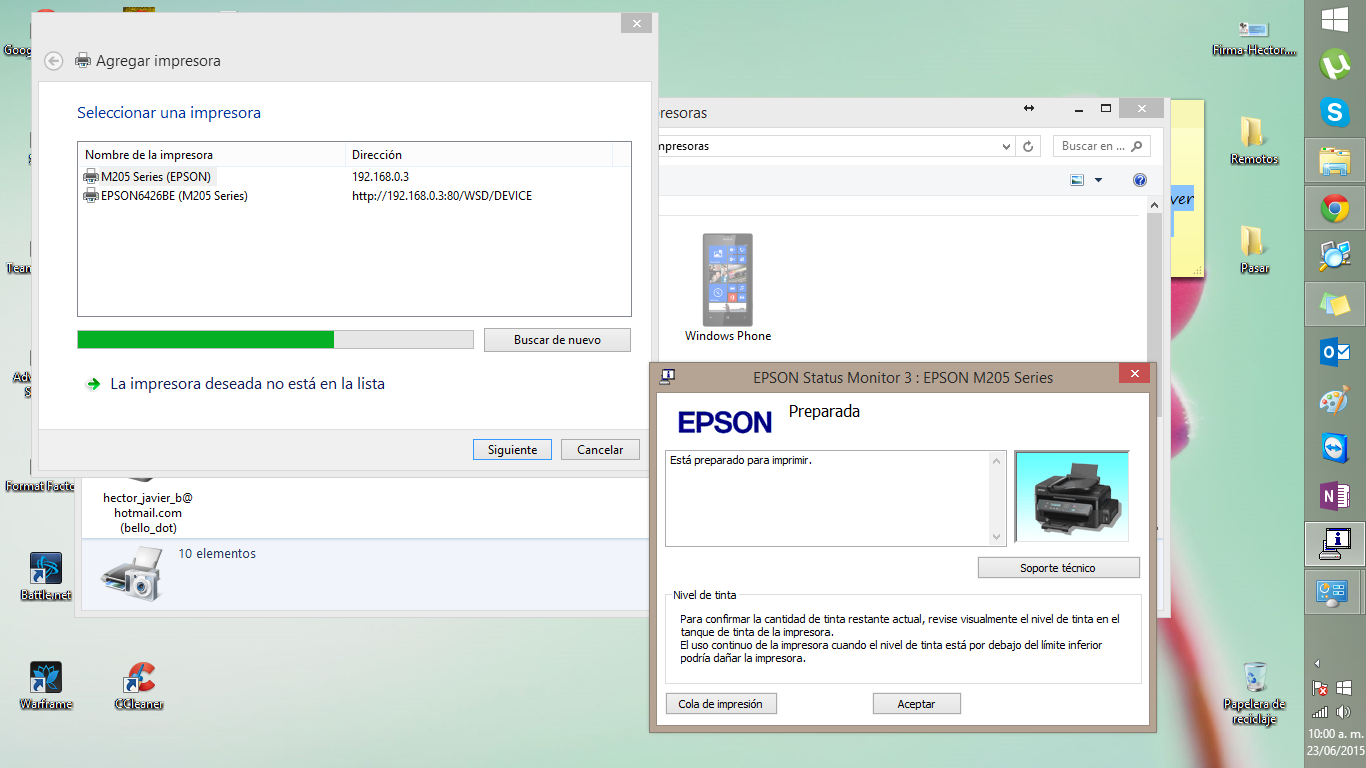 Agregar impresora
Seleccionar una impresora
Nombre de la impresora
Dirección
M205 Series (EPSON)
192.168.0.3
EPSON6426BE (M205 Series)
http://192.168.0.3:80/WSD/DEVICE
Buscar de nuevo
La impresora deseada no está en la lista
Siguiente
Cancelar
resoras
mpresoras
Buscar en ...
Windows Phone
hector_javier_b@
hotmail.com
(bello_dot)
10 elementos
EPSON Status Monitor 3 : EPSON M205 Series
EPSON
Preparada
Está preparado para imprimir.
Soporte técnico
Nivel de tinta
Para confirmar la cantidad de tinta restante actual, revise visualmente el nivel de tinta en el
tanque de tinta de la impresora.
El uso continuo de la impresora cuando el nivel de tinta está por debajo del límite inferior
podría dañar la impresora.
Cola de impresión
Aceptar
Goog
Team
Adv
Format Facto
Battle.net
Warframe
CCleaner
ver
Firma-Hector....
Remotos
Pasar
Papelera de
reciclaje
10:00 a. m.
23/06/2015